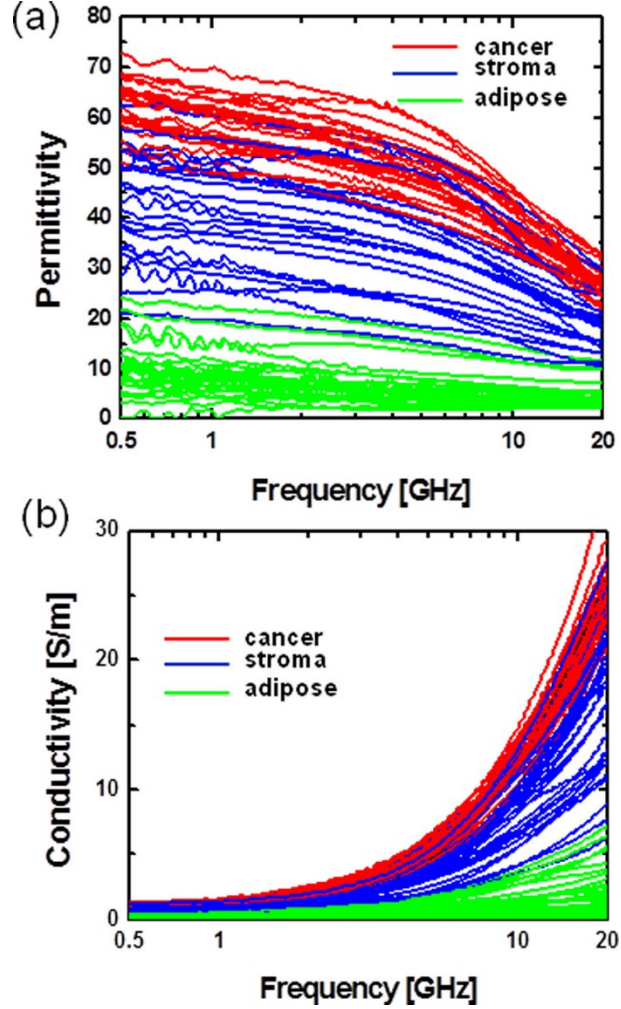 (a)
80
70
60
50
40
30
20
10
0
Permittivity
cancer
stroma
adipose
0.5 1 10 20
Frequency [GHz]
(b)
30
20
10
0
Conductivity [S/m]
cancer
stroma
adipose
0.5 1 10 20
Frequency [GHz]